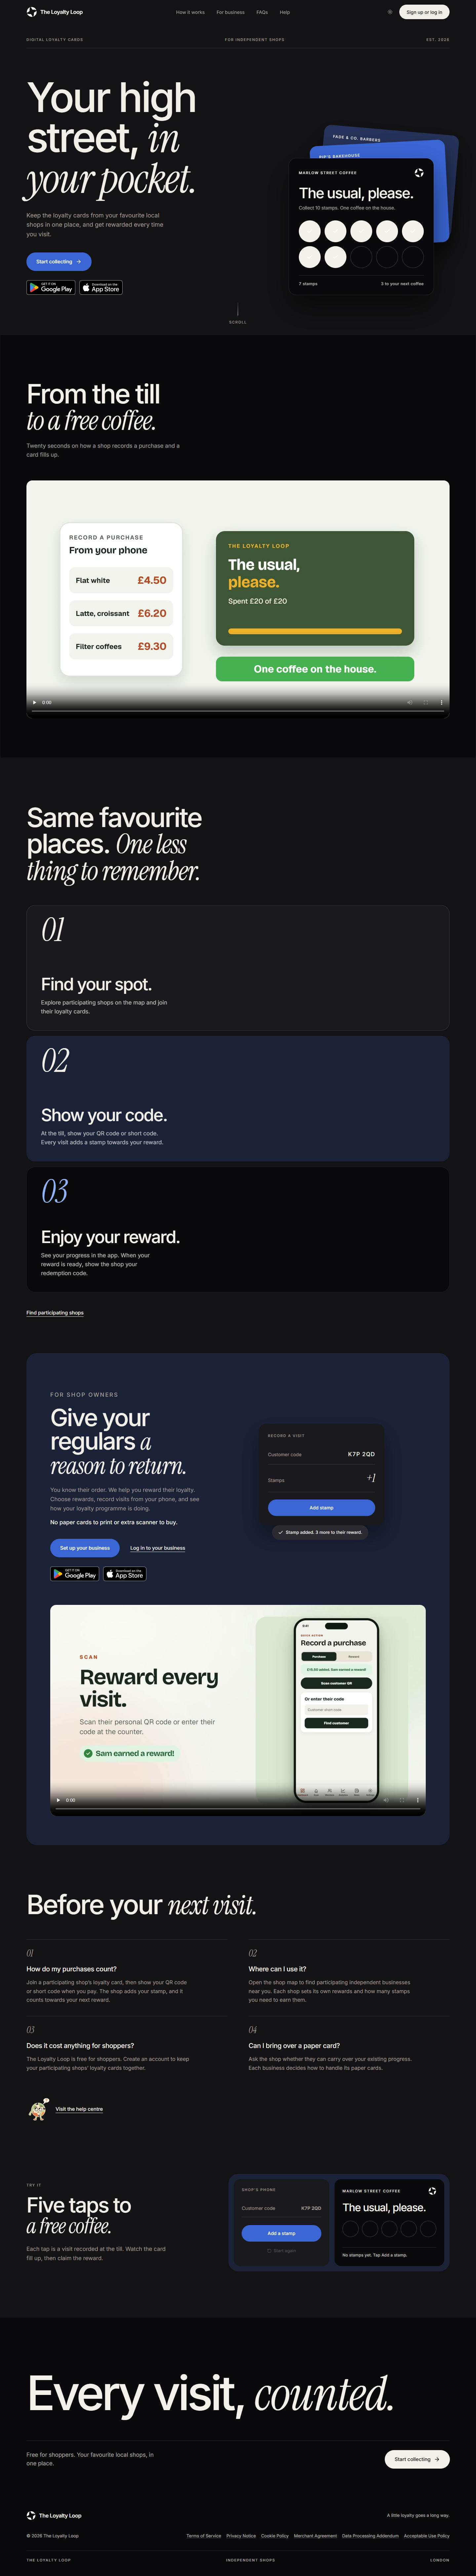 The Loyalty Loop
How it works
For business
FAQs
Help
Sign up or log in
DIGITAL LOYALTY CARDS
FOR INDEPENDENT SHOPS
EST. 2026
Your high
street, in
your pocket.
Keep the loyalty cards from your favourite local
shops in one place, and get rewarded every time
you visit.
Start collecting →
GET IT ON
Google Play
Download on the
App Store
FADE & CO. BARBERS
PIP'S BAKEHOUSE
MARLOW STREET COFFEE
The usual, please.
Collect 10 stamps. One coffee on the house.
7 stamps
3 to your next coffee
SCROLL
From the till
to a free coffee.
Twenty seconds on how a shop records a purchase and a
card fills up.
RECORD A PURCHASE
From your phone
Flat white £4.50
Latte, croissant £6.20
Filter coffees £9.30
THE LOYALTY LOOP
The usual,
please.
Spent £20 of £20
One coffee on the house.
0:00
Same favourite
places. One less
thing to remember.
01
Find your spot.
Explore participating shops on the map and join
their loyalty cards.
02
Show your code.
At the till, show your QR code or short code.
Every visit adds a stamp towards your reward.
03
Enjoy your reward.
See your progress in the app. When your
reward is ready, show the shop your
redemption code.
Find participating shops
FOR SHOP OWNERS
Give your
regulars a
reason to return.
You know their order. We help you reward their loyalty.
Choose rewards, record visits from your phone, and see
how your loyalty programme is doing.
No paper cards to print or extra scanner to buy.
Set up your business
Log in to your business
GET IT ON
Google Play
Download on the
App Store
RECORD A VISIT
Customer code K7P 2QD
Stamps +1
Add stamp
Stamp added. 3 more to their reward.
SCAN
Reward every
visit.
Scan their personal QR code or enter their
code at the counter.
Sam earned a reward!
Record a purchase
Purchase
Reward
Scan customer QR
Or enter their code
Customer short code
Find customer
0:00
Before your next visit.
01
How do my purchases count?
Join a participating shop's loyalty card, then show your QR code
or short code when you pay. The shop adds your stamp, and it
counts towards your next reward.
02
Where can I use it?
Open the shop map to find participating independent businesses
near you. Each shop sets its own rewards and how many stamps
you need to earn them.
03
Does it cost anything for shoppers?
The Loyalty Loop is free for shoppers. Create an account to keep
your participating shops' loyalty cards together.
04
Can I bring over a paper card?
Ask the shop whether they can carry over your existing progress.
Each business decides how to handle its paper cards.
Visit the help centre
TRY IT
Five taps to
a free coffee.
Each tap is a visit recorded at the till. Watch the card
fill up, then claim the reward.
SHOP'S PHONE
Customer code K7P 2QD
Add a stamp
Start again
MARLOW STREET COFFEE
The usual, please.
No stamps yet. Tap Add a stamp.
Every visit, counted.
Free for shoppers. Your favourite local shops, in
one place.
Start collecting →
The Loyalty Loop
A little loyalty goes a long way.
© 2026 The Loyalty Loop
Terms of Service
Privacy Notice
Cookie Policy
Merchant Agreement
Data Processing Addendum
Acceptable Use Policy
THE LOYALTY LOOP
INDEPENDENT SHOPS
LONDON